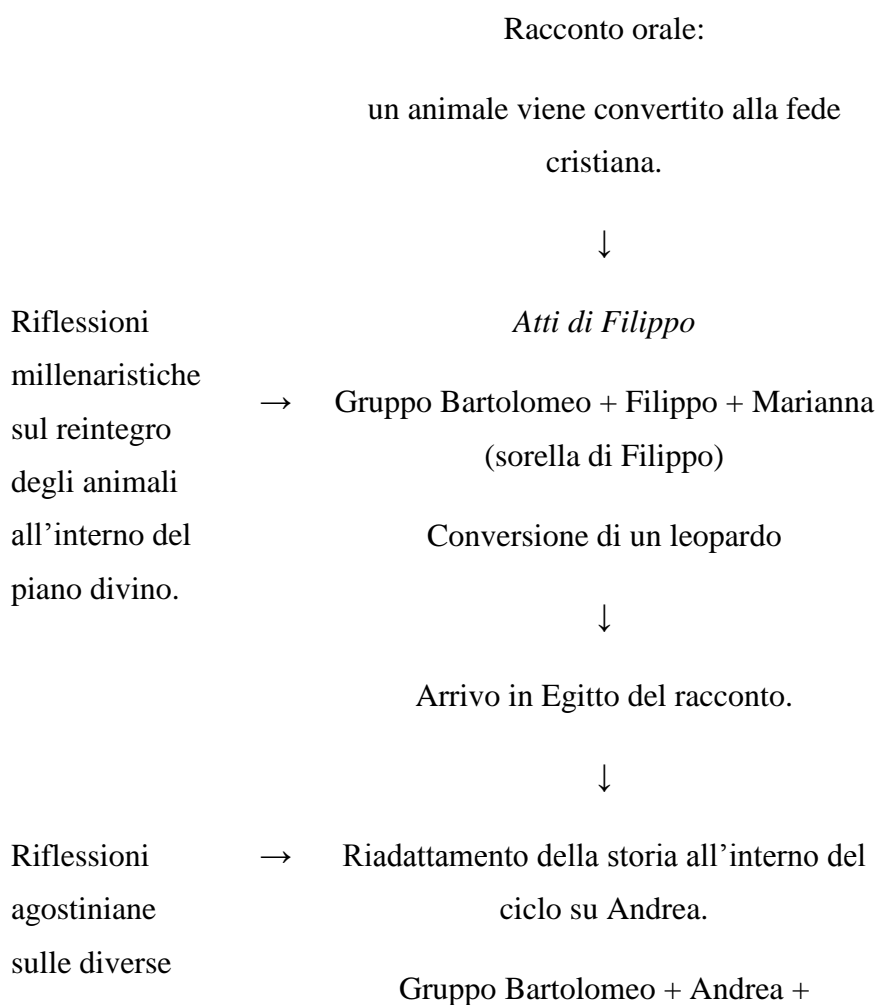 Racconto orale:
un animale viene convertito alla fede
cristiana.
↓
Riflessioni
millenaristiche
sul reintegro
degli animali
all’interno del
piano divino.
→
Atti di Filippo
Gruppo Bartolomeo + Filippo + Marianna
(sorella di Filippo)
Conversione di un leopardo
↓
Arrivo in Egitto del racconto.
↓
Riflessioni
agostiniane
sulle diverse
→
Riadattamento della storia all’interno del
ciclo su Andrea.
Gruppo Bartolomeo + Andrea +